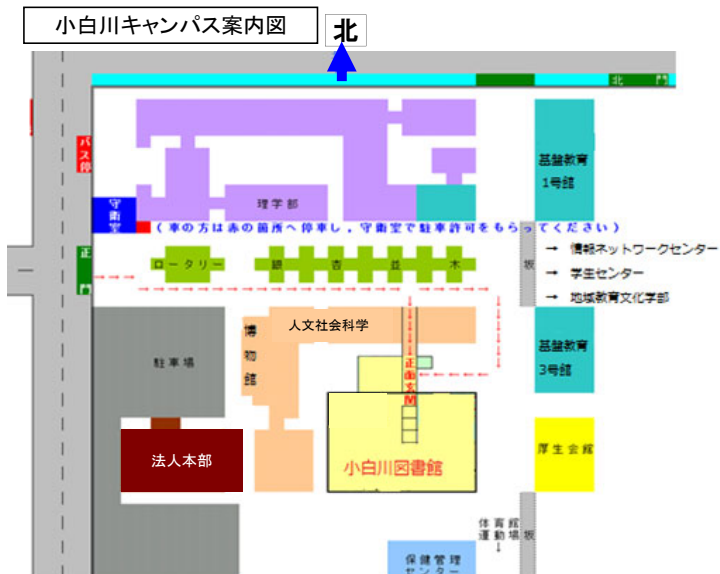 小白川キャンパス案内図
北
北門
バス停
基盤教育
1号館
守衛室
理学部
(車の方は赤の箇所へ停車し，守衛室で駐車許可をもらってください)
正門
ロータリー
銀杏並木
坂
→ 情報ネットワークセンター
→ 学生センター
→ 地域教育文化学部
人文社会科学
博物館
駐車場
正面玄関
基盤教育
3号館
法人本部
小白川図書館
厚生会館
体育館
運動場
↓
坂
保健管理
センター